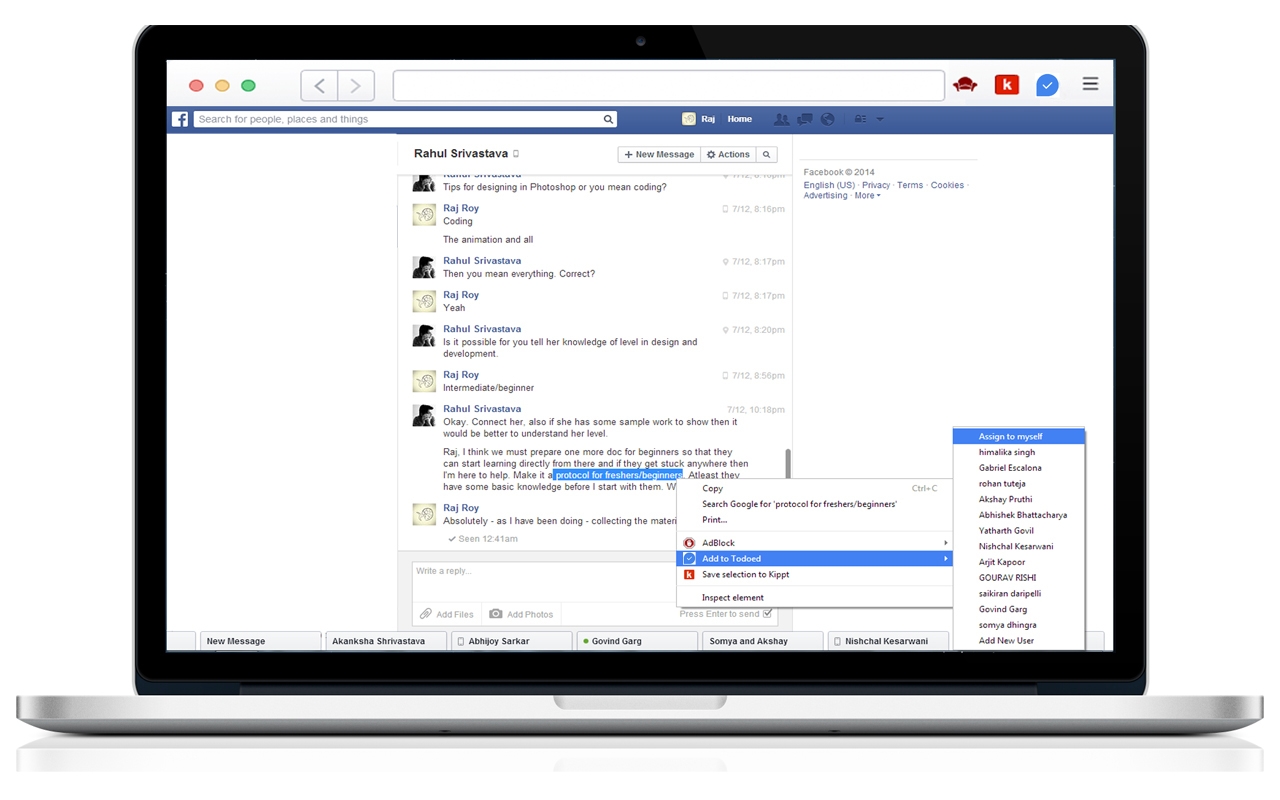 k
f
Search for people, places and things
Raj
Home
Rahul Srivastava
+ New Message
Actions
Rahul Srivastava
7/12, 8:16pm
Tips for designing in Photoshop or you mean coding?
Raj Roy
7/12, 8:16pm
Coding
The animation and all
Rahul Srivastava
7/12, 8:17pm
Then you mean everything. Correct?
Raj Roy
7/12, 8:17pm
Yeah
Rahul Srivastava
7/12, 8:20pm
Is it possible for you tell her knowledge of level in design and
development.
Raj Roy
7/12, 8:56pm
Intermediate/beginner
Rahul Srivastava
7/12, 10:18pm
Okay. Connect her, also if she has some sample work to show then it
would be better to understand her level.
Raj, I think we must prepare one more doc for beginners so that they
can start learning directly from there and if they get stuck anywhere then
I'm here to help. Make it a protocol for freshers/beginners. Atleast they
have some basic knowledge before I start with them. W
Raj Roy
Absolutely - as I have been doing - collecting the materi
Seen 12:41am
Write a reply...
Add Files
Add Photos
Press Enter to send
Facebook © 2014
English (US) · Privacy · Terms · Cookies ·
Advertising · More
Copy
Ctrl+C
Search Google for 'protocol for freshers/beginners'
Print...
AdBlock
Add to Todoed
k
Save selection to Kippt
Inspect element
Assign to myself
himalika singh
Gabriel Escalona
rohan tuteja
Akshay Pruthi
Abhishek Bhattacharya
Yatharth Govil
Nishchal Kesarwani
Arjit Kapoor
GOURAV RISHI
saikiran daripelli
Govind Garg
somya dhingra
Add New User
New Message
Akanksha Shrivastava
Abhijoy Sarkar
Govind Garg
Somya and Akshay
Nishchal Kesarwani